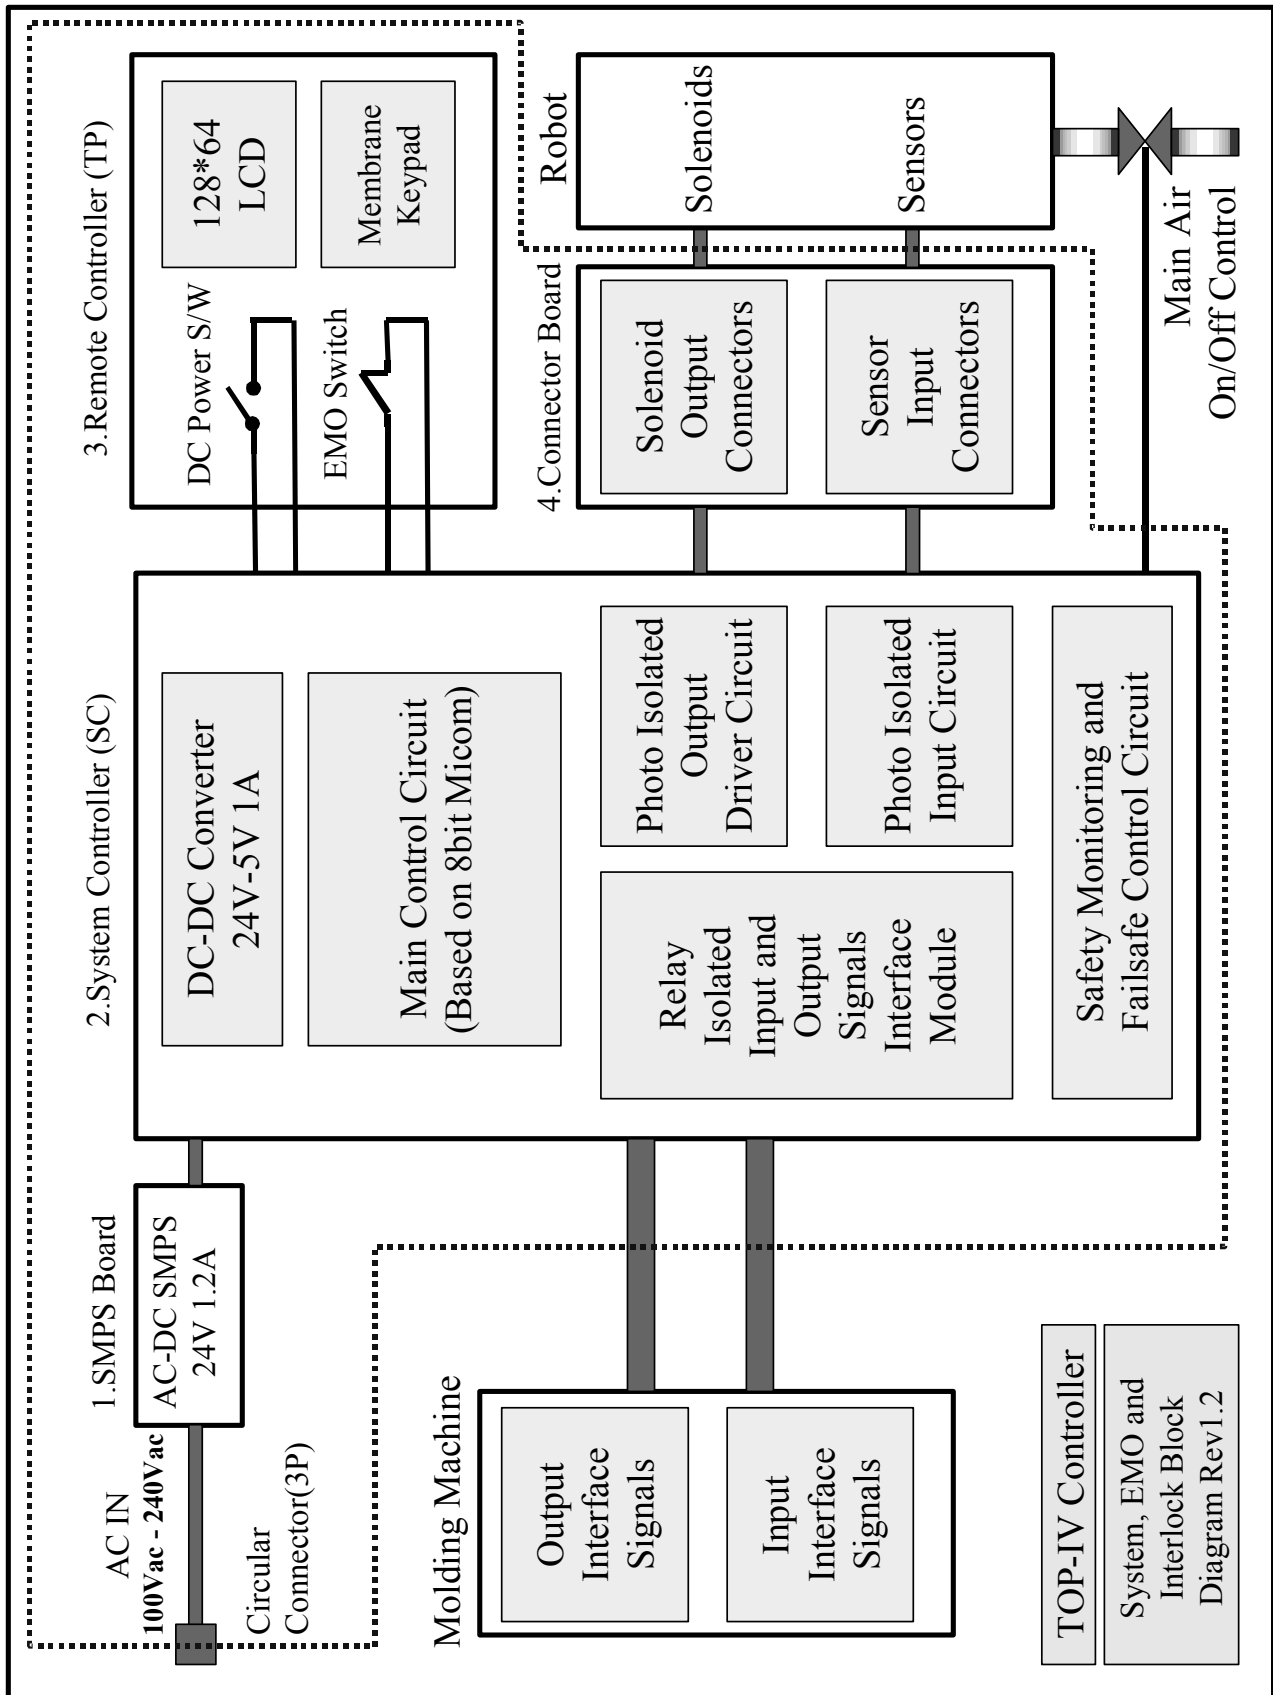 AC IN
100Vac - 240Vac
Circular
Connector(3P)
1.SMPS Board
AC-DC SMPS
24V 1.2A
2.System Controller (SC)
DC-DC Converter
24V-5V 1A
Main Control Circuit
(Based on 8bit Micom)
Relay
Isolated
Input and
Output
Signals
Interface
Module
Photo Isolated
Output
Driver Circuit
Photo Isolated
Input Circuit
Safety Monitoring and
Failsafe Control Circuit
3.Remote Controller (TP)
DC Power S/W
EMO Switch
128*64
LCD
Membrane
Keypad
4.Connector Board
Solenoid
Output
Connectors
Sensor
Input
Connectors
Robot
Solenoids
Sensors
Main Air
On/Off Control
Molding Machine
Output
Interface
Signals
Input
Interface
Signals
TOP-IV Controller
System, EMO and
Interlock Block
Diagram Rev1.2